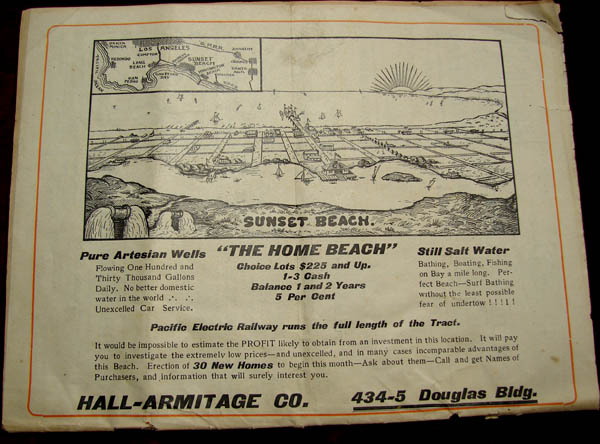 SANTA MONICA
LOS ANGELES
COMPTON
REDONDO
LONG BEACH
SAN PEDRO
SUNSET BEACH
ANAHEIM
SUNSET BEACH.
Pure Artesian Wells
Flowing One Hundred and
Thirty Thousand Gallons
Daily. No better domestic
water in the world .·. .·.
Unexcelled Car Service.
"THE HOME BEACH"
Choice Lots $225 and Up.
1-3 Cash
Balance 1 and 2 Years
5 Per Cent
Still Salt Water
Bathing, Boating, Fishing
on Bay a mile long. Per-
fect Beach—Surf Bathing
without the least possible
fear of undertow ! ! ! ! !
Pacific Electric Railway runs the full length of the Tract.
It would be impossible to estimate the PROFIT likely to obtain from an investment in this location. It will pay
you to investigate the extremely low prices—and unexcelled, and in many cases incomparable advantages of
this Beach. Erection of 30 New Homes to begin this month—Ask about them—Call and get Names of
Purchasers, and information that will surely interest you.
HALL-ARMITAGE CO. 434-5 Douglas Bldg.